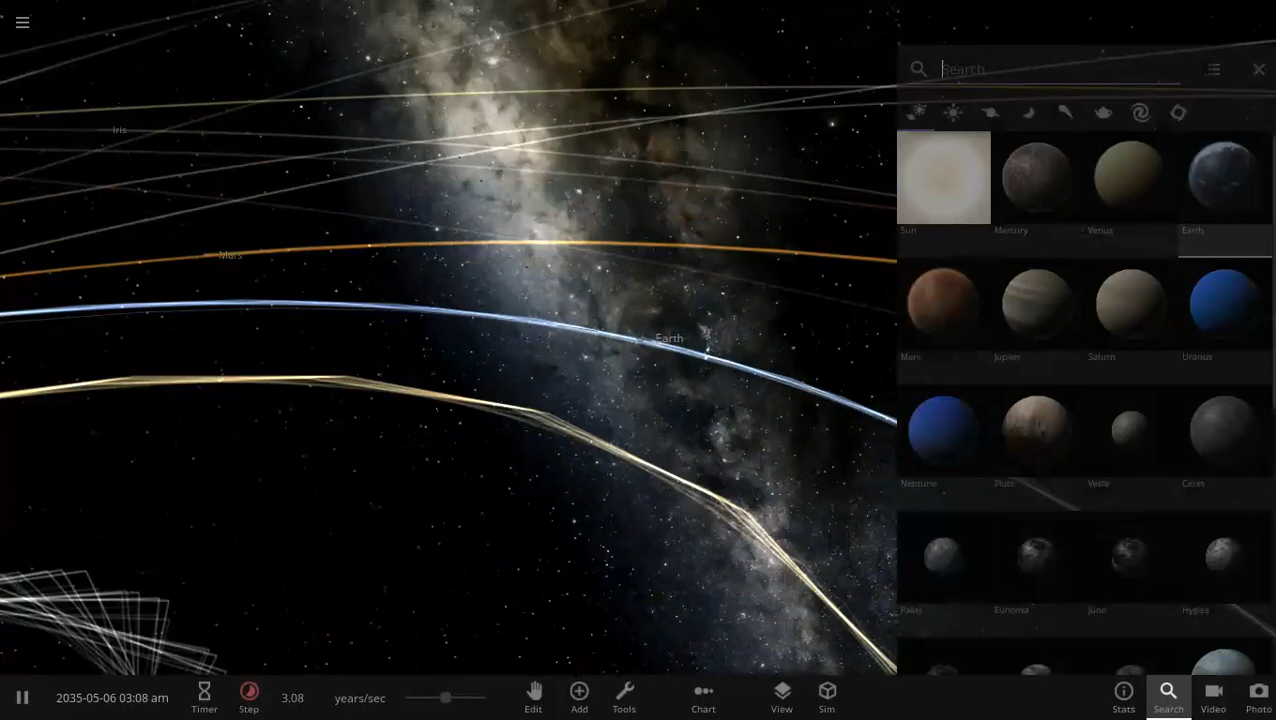 Search
Iris
Sun Mercury Venus Earth
Mars
Earth
Mars Jupiter Saturn Uranus
Neptune Pluto Vesta Ceres
Pallas Eunomia Juno Hygiea
2035-05-06 03:08 am Timer Step 3.08 years/sec Edit Add Tools Chart View Sim Stats Search Video Photo